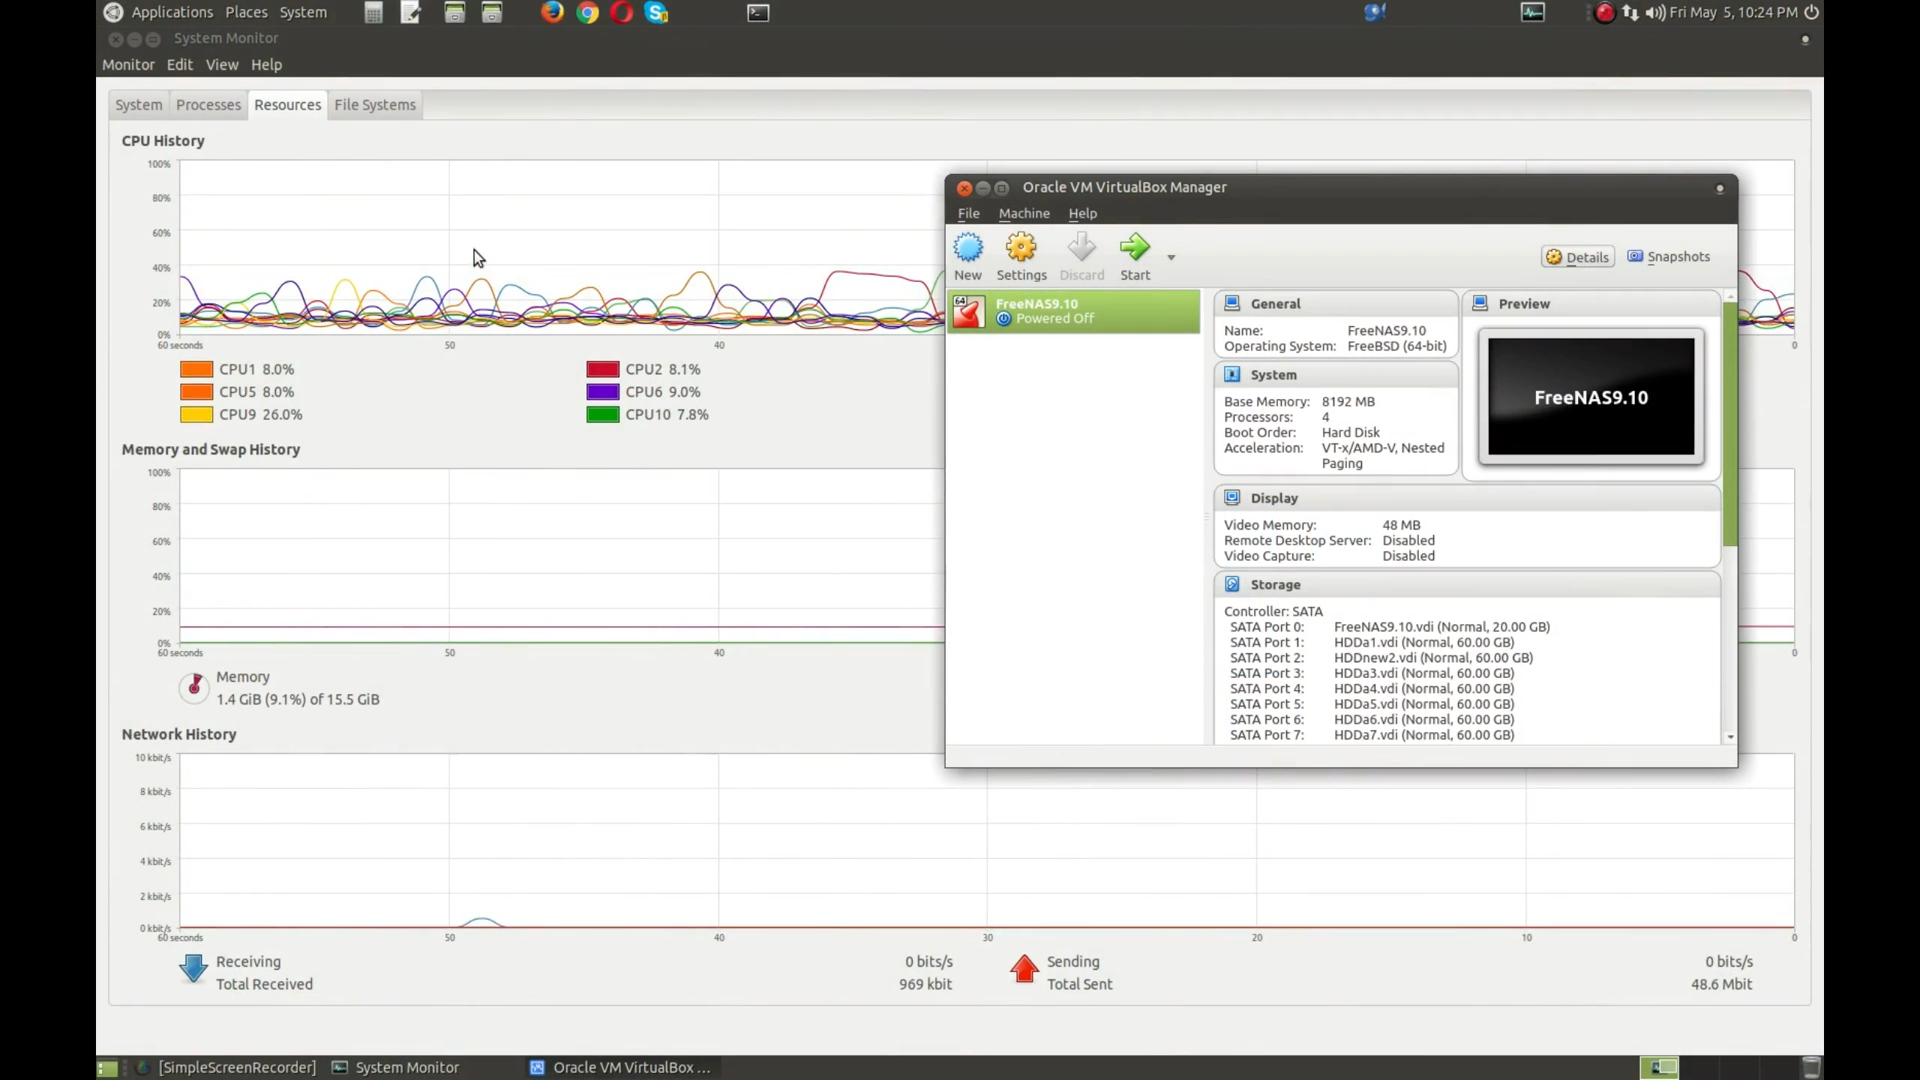 Applications Places System
Fri May 5, 10:24 PM
System Monitor
Monitor Edit View Help
System Processes Resources File Systems
CPU History
100%
80%
60%
40%
20%
0%
60 seconds 50 40 0
CPU1 8.0% CPU2 8.1%
CPU5 8.0% CPU6 9.0%
CPU9 26.0% CPU10 7.8%
Memory and Swap History
100%
80%
60%
40%
20%
0%
60 seconds 50 40 0
Memory
1.4 GiB (9.1%) of 15.5 GiB
Network History
10 kbit/s
8 kbit/s
6 kbit/s
4 kbit/s
2 kbit/s
0 kbit/s
60 seconds 50 40 30 20 10 0
Receiving 0 bits/s Sending 0 bits/s
Total Received 969 kbit Total Sent 48.6 Mbit
Oracle VM VirtualBox Manager
File Machine Help
New Settings Discard Start
Details Snapshots
64
FreeNAS9.10
Powered Off
General
Name: FreeNAS9.10
Operating System: FreeBSD (64-bit)
Preview
FreeNAS9.10
System
Base Memory: 8192 MB
Processors: 4
Boot Order: Hard Disk
Acceleration: VT-x/AMD-V, Nested
Paging
Display
Video Memory: 48 MB
Remote Desktop Server: Disabled
Video Capture: Disabled
Storage
Controller: SATA
SATA Port 0: FreeNAS9.10.vdi (Normal, 20.00 GB)
SATA Port 1: HDDa1.vdi (Normal, 60.00 GB)
SATA Port 2: HDDnew2.vdi (Normal, 60.00 GB)
SATA Port 3: HDDa3.vdi (Normal, 60.00 GB)
SATA Port 4: HDDa4.vdi (Normal, 60.00 GB)
SATA Port 5: HDDa5.vdi (Normal, 60.00 GB)
SATA Port 6: HDDa6.vdi (Normal, 60.00 GB)
SATA Port 7: HDDa7.vdi (Normal, 60.00 GB)
[SimpleScreenRecorder] System Monitor Oracle VM VirtualBox ...